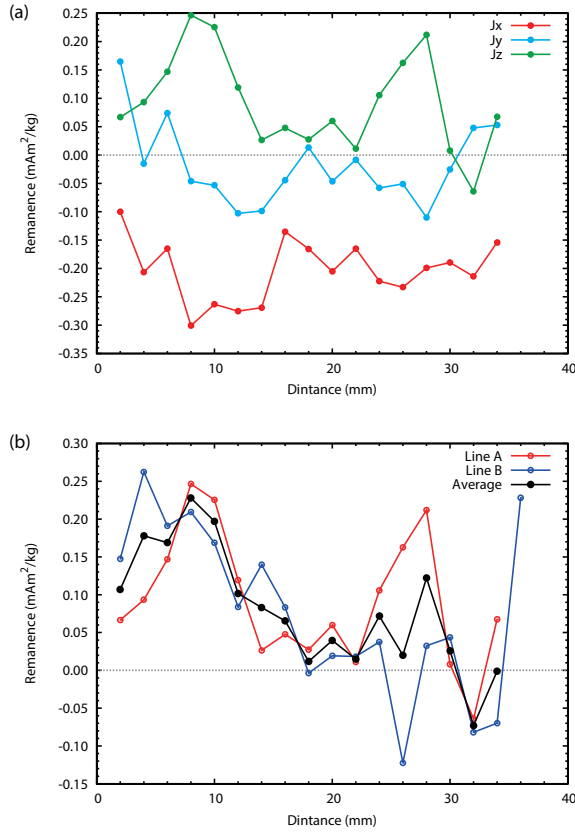 (a)
0.25
0.20
0.15
0.10
0.05
0.00
-0.05
-0.10
-0.15
-0.20
-0.25
-0.30
-0.35
Remanence (mAm²/kg)
Jx
Jy
Jz
0 10 20 30 40
Dintance (mm)
(b)
0.30
0.25
0.20
0.15
0.10
0.05
0.00
-0.05
-0.10
-0.15
Remanence (mAm²/kg)
Line A
Line B
Average
0 10 20 30 40
Distance (mm)